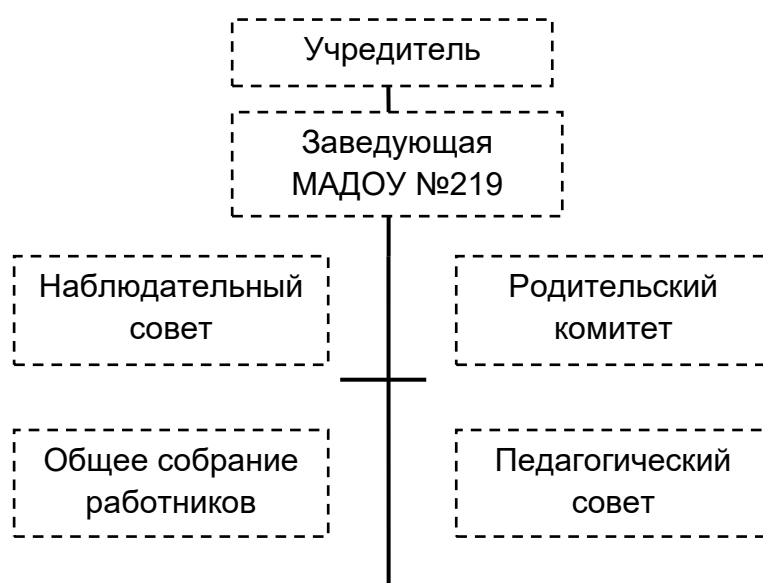 Учредитель
Заведующая
МАДОУ №219
Наблюдательный
совет
Родительский
комитет
Общее собрание
работников
Педагогический
совет